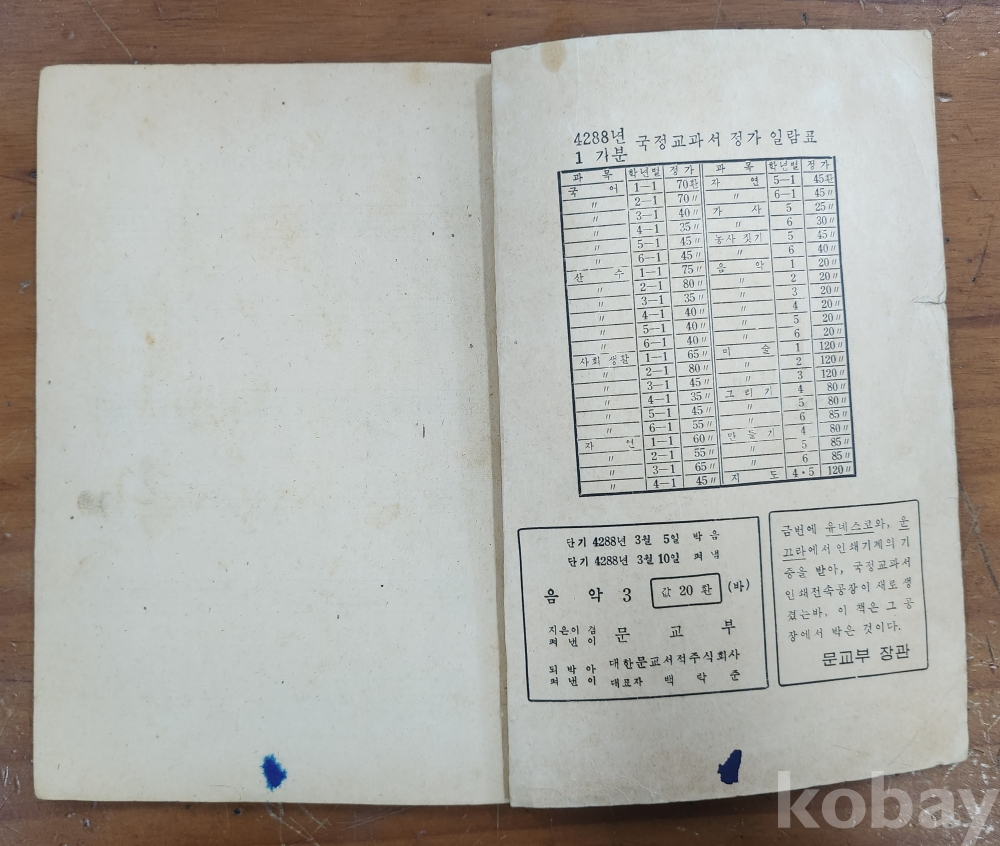 4288년 국정교과서 정가 일람표
1 기분
과 목 학년별 정 가 과 목 학년별 정 가
국 어 1—1 70환 자 연 5—1 45환
〃 2—1 70〃 〃 6—1 45〃
〃 3—1 40〃 가 사 5 25〃
〃 4—1 35〃 〃 6 30〃
〃 5—1 45〃 농사 짓기 5 45〃
〃 6—1 45〃 〃 6 40〃
산 수 1—1 75〃 음 악 1 20〃
〃 2—1 80〃 〃 2 20〃
〃 3—1 35〃 〃 3 20〃
〃 4—1 40〃 〃 4 20〃
〃 5—1 40〃 〃 5 20〃
〃 6—1 40〃 〃 6 20〃
사회 생활 1—1 65〃 미 술 1 120〃
〃 2—1 80〃 〃 2 120〃
〃 3—1 45〃 〃 3 120〃
〃 4—1 35〃 그 리 기 4 80〃
〃 5—1 45〃 〃 5 80〃
〃 6—1 55〃 〃 6 85〃
자 연 1—1 60〃 만 들 기 4 80〃
〃 2—1 55〃 〃 5 85〃
〃 3—1 65〃 〃 6 85〃
〃 4—1 45〃 지 도 4·5 120〃
단기 4288년 3월 5일 박 음
단기 4288년 3월 10일 펴 냄
음 악 3 값 20 환 (바)
지은이 겸
펴 낸 이 문 교 부
되 박 아
펴 낸 이 대한문교서적주식회사
대표자 백 락 준
금번에 유네스코와, 운
끄라에서 인쇄기계의 기
증을 받아, 국정교과서
인쇄전속공장이 새로 생
겼는바, 이 책은 그 공
장에서 박은 것이다.
문교부 장관
kobay